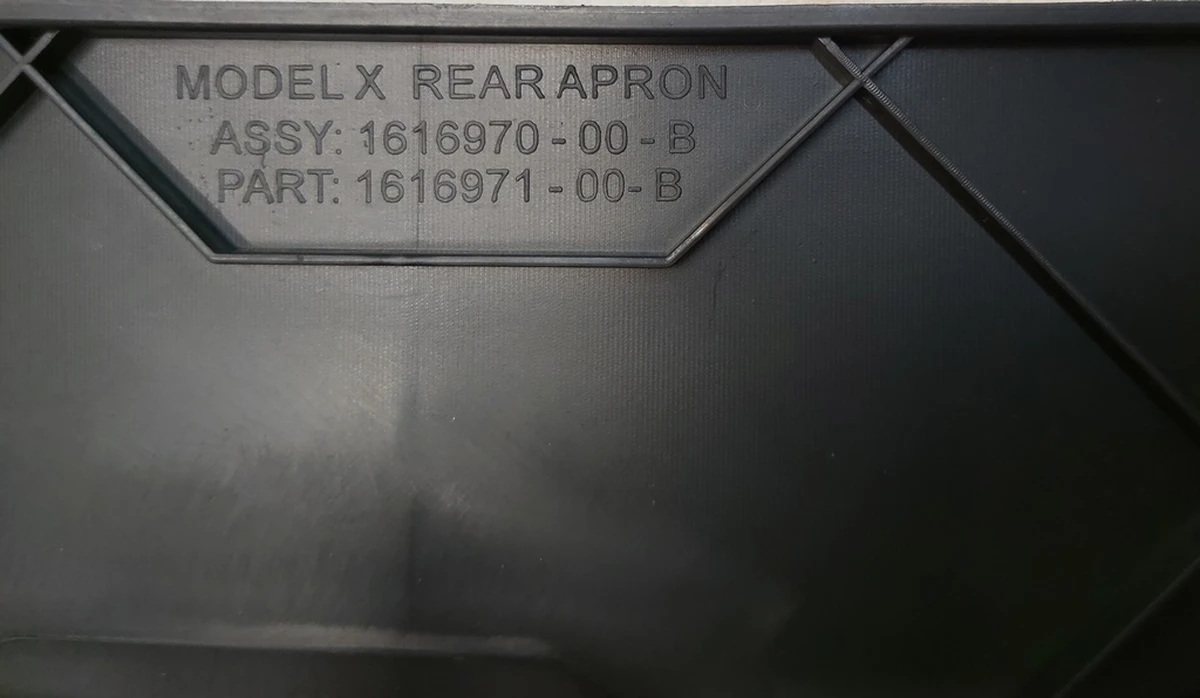 MODEL X REAR APRON
ASSY: 1616970 - 00 - B
PART: 1616971 - 00- B